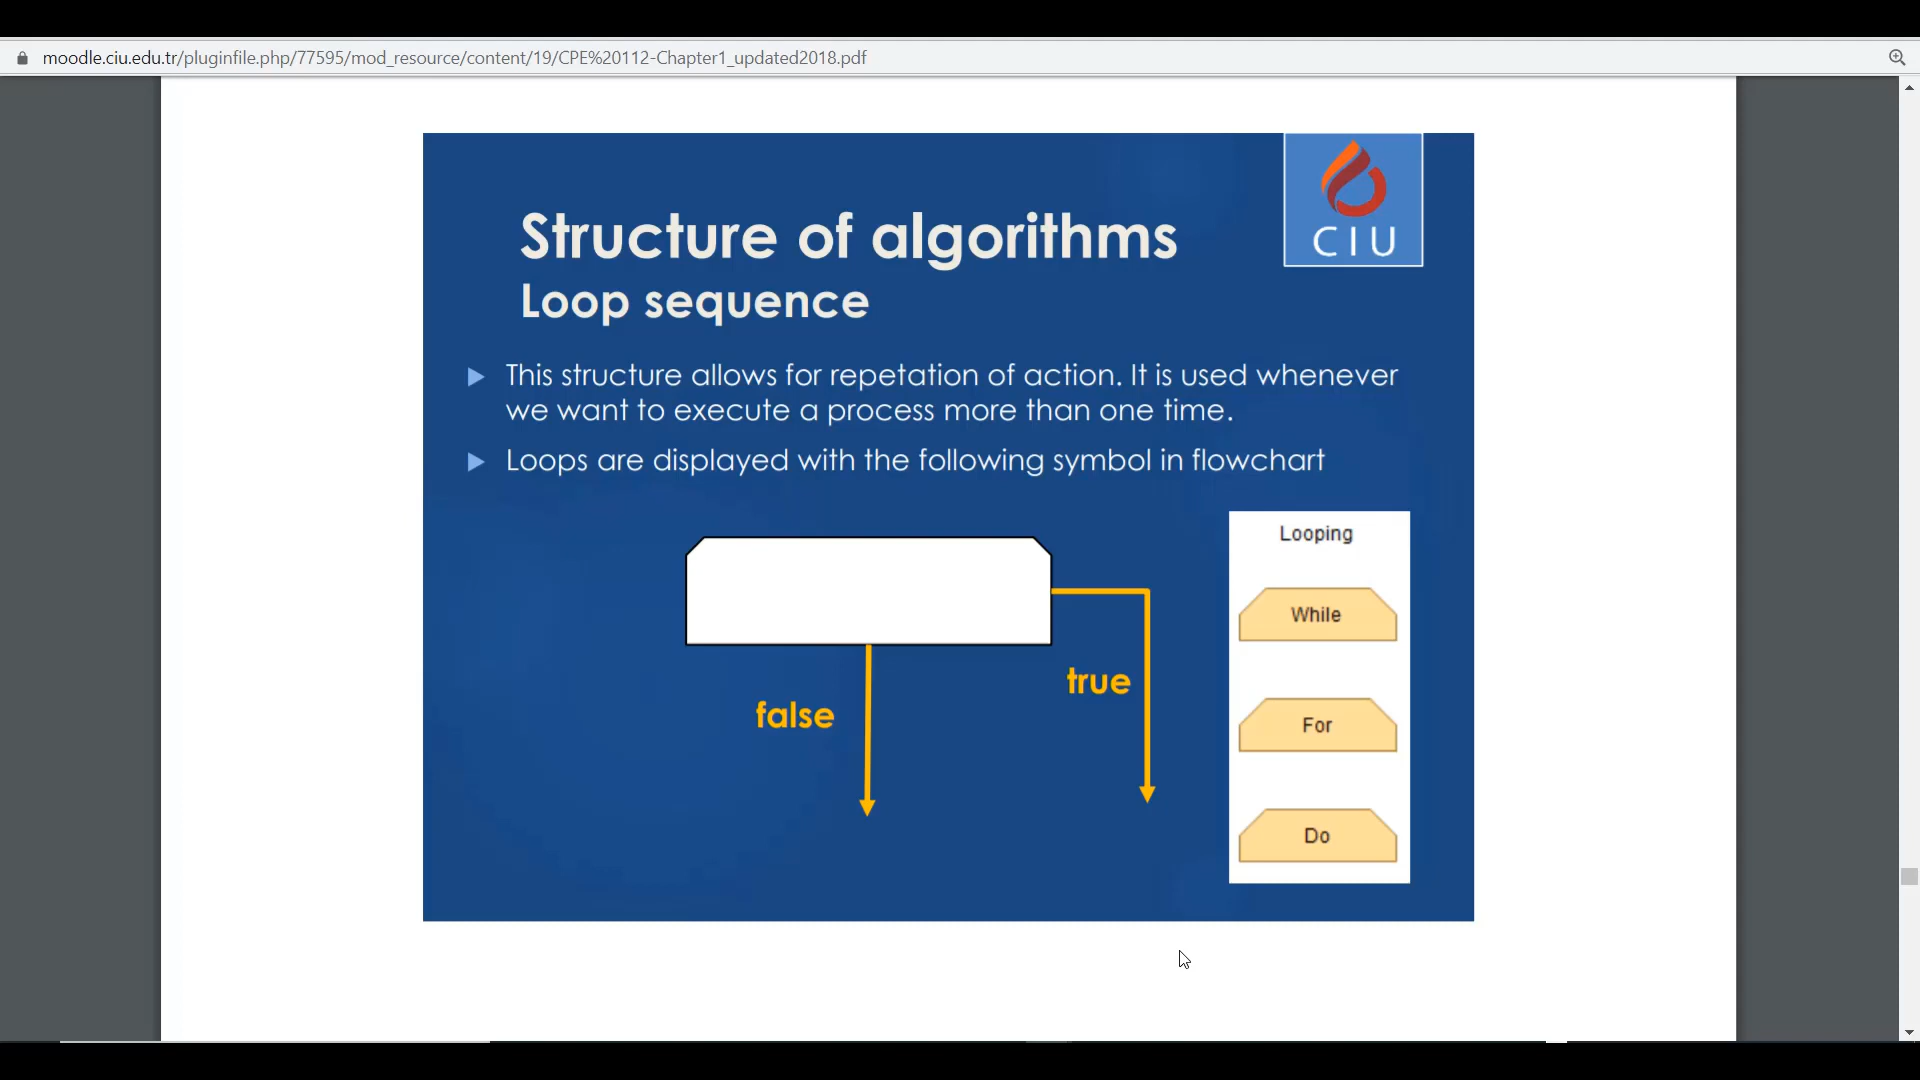 moodle.ciu.edu.tr/pluginfile.php/77595/mod_resource/content/19/CPE%20112-Chapter1_updated2018.pdf
CIU
Structure of algorithms
Loop sequence
This structure allows for repetation of action. It is used whenever
we want to execute a process more than one time.
Loops are displayed with the following symbol in flowchart
Looping
While
true
false
For
Do